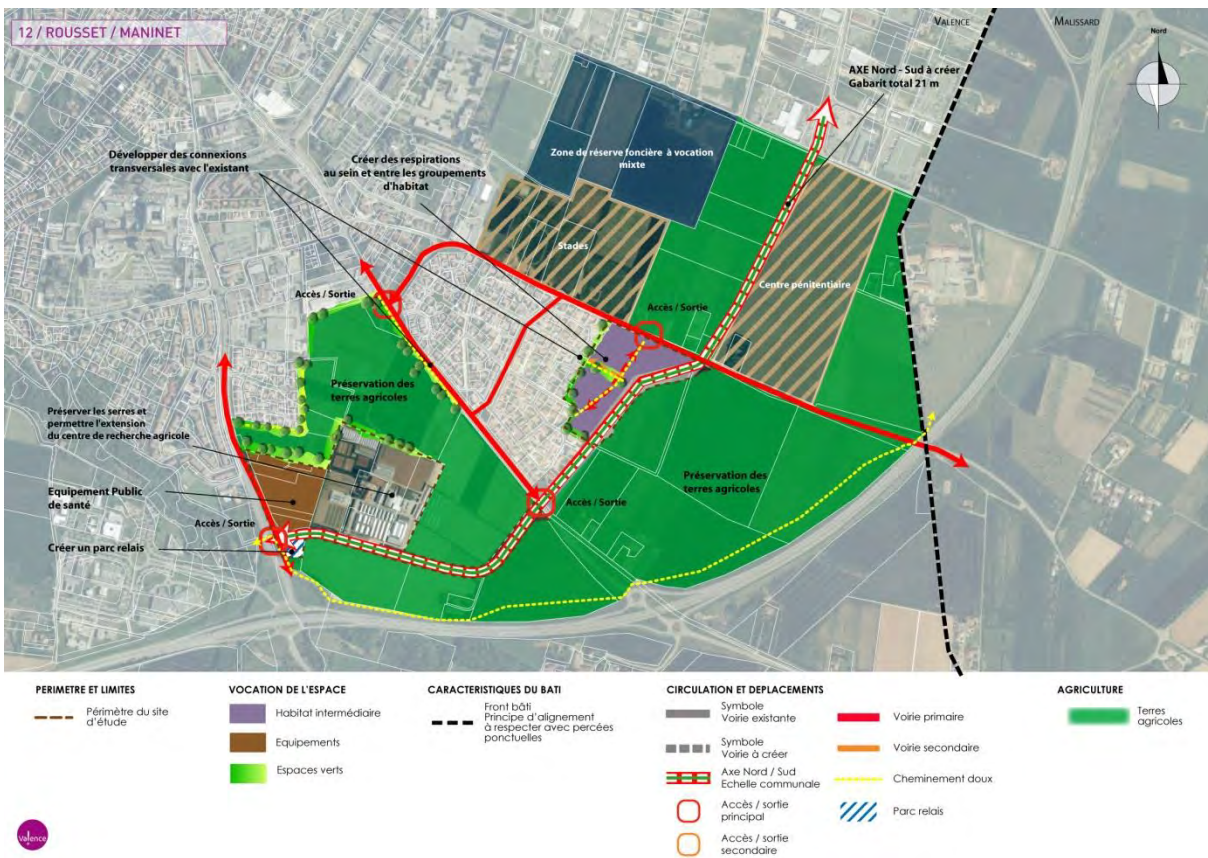 12 / ROUSSET / MANINET
VALENCE
MALISSARD
Nord
AXE Nord - Sud à créer
Gabarit total 21 m
Développer des connexions
transversales avec l'existant
Créer des respirations
au sein et entre les groupements
d'habitat
Zone de réserve foncière à vocation
mixte
Stades
Centre pénitentiaire
Accès / Sortie
Accès / Sortie
Préservation des
terres agricoles
Préserver les serres et
permettre l'extension
du centre de recherche agricole
Préservation des
terres agricoles
Equipement Public
de santé
Accès / Sortie
Accès / Sortie
Créer un parc relais
PERIMETRE ET LIMITES
Périmètre du site
d'étude
VOCATION DE L'ESPACE
Habitat intermédiaire
Equipements
Espaces verts
CARACTERISTIQUES DU BATI
Front bâti
Principe d'alignement
à respecter avec percées
ponctuelles
CIRCULATION ET DEPLACEMENTS
Symbole
Voirie existante
Symbole
Voirie à créer
Axe Nord / Sud
Echelle communale
Accès / sortie
principal
Accès / sortie
secondaire
Voirie primaire
Voirie secondaire
Cheminement doux
Parc relais
AGRICULTURE
Terres
agricoles
Valence